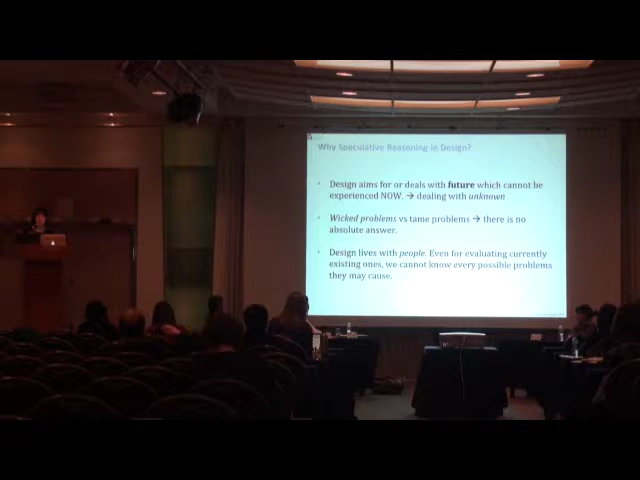 Why Speculative Reasoning in Design?
• Design aims for or deals with future which cannot be
experienced NOW. → dealing with unknown
• Wicked problems vs tame problems → there is no
absolute answer.
• Design lives with people. Even for evaluating currently
existing ones, we cannot know every possible problems
they may cause.